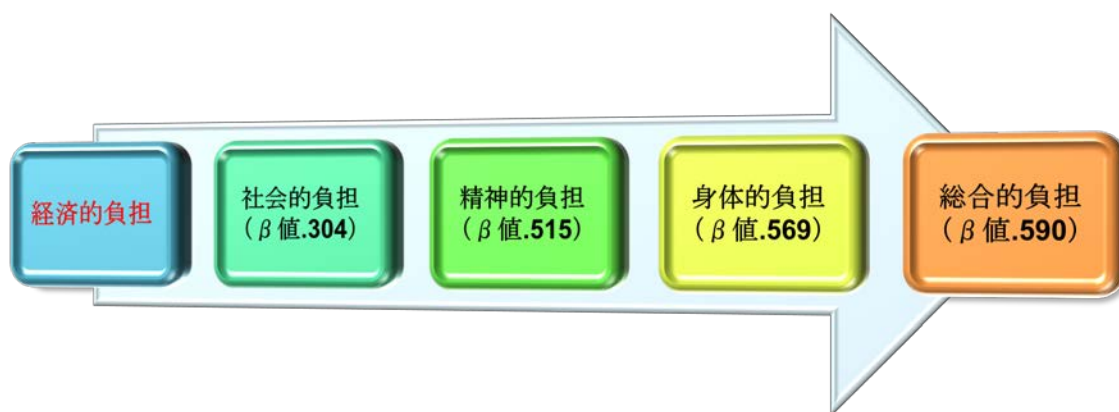 経済的負担
社会的負担
（β値.304）
精神的負担
（β値.515）
身体的負担
（β値.569）
総合的負担
（β値.590）